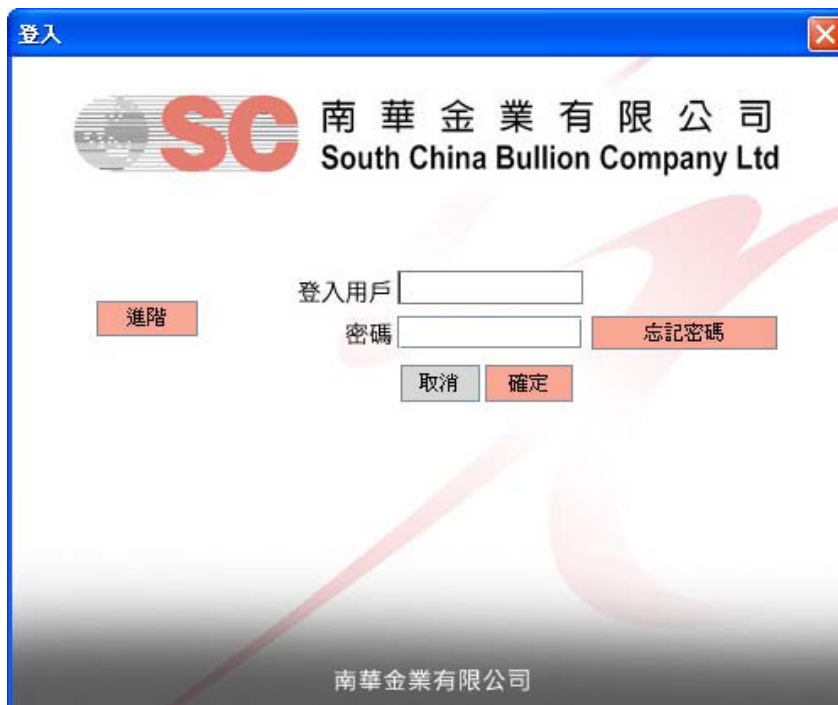 登入
SC
南華金業有限公司
South China Bullion Company Ltd
登入用戶
進階
密碼
忘記密碼
取消
確定
南華金業有限公司